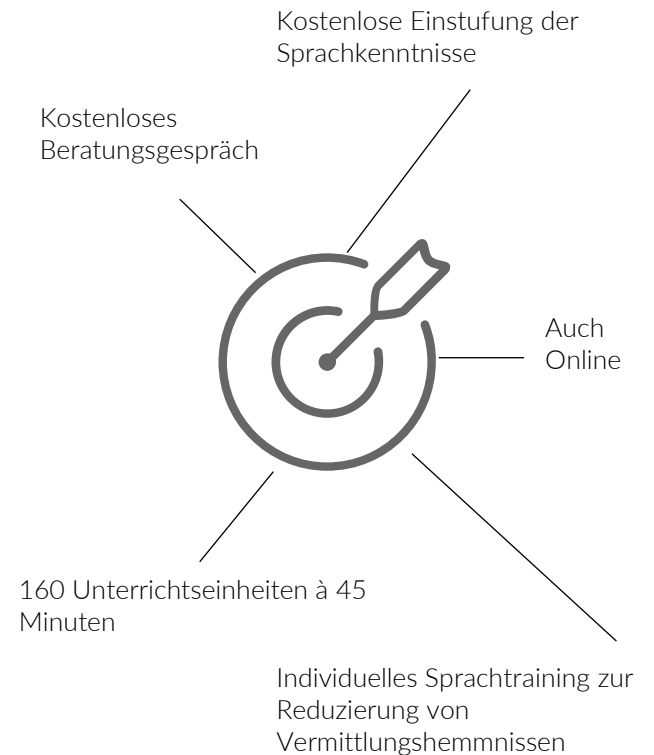 Kostenlose Einstufung der
Sprachkenntnisse
Kostenloses
Beratungsgespräch
Auch
Online
160 Unterrichtseinheiten à 45
Minuten
Individuelles Sprachtraining zur
Reduzierung von
Vermittlungshemmnissen